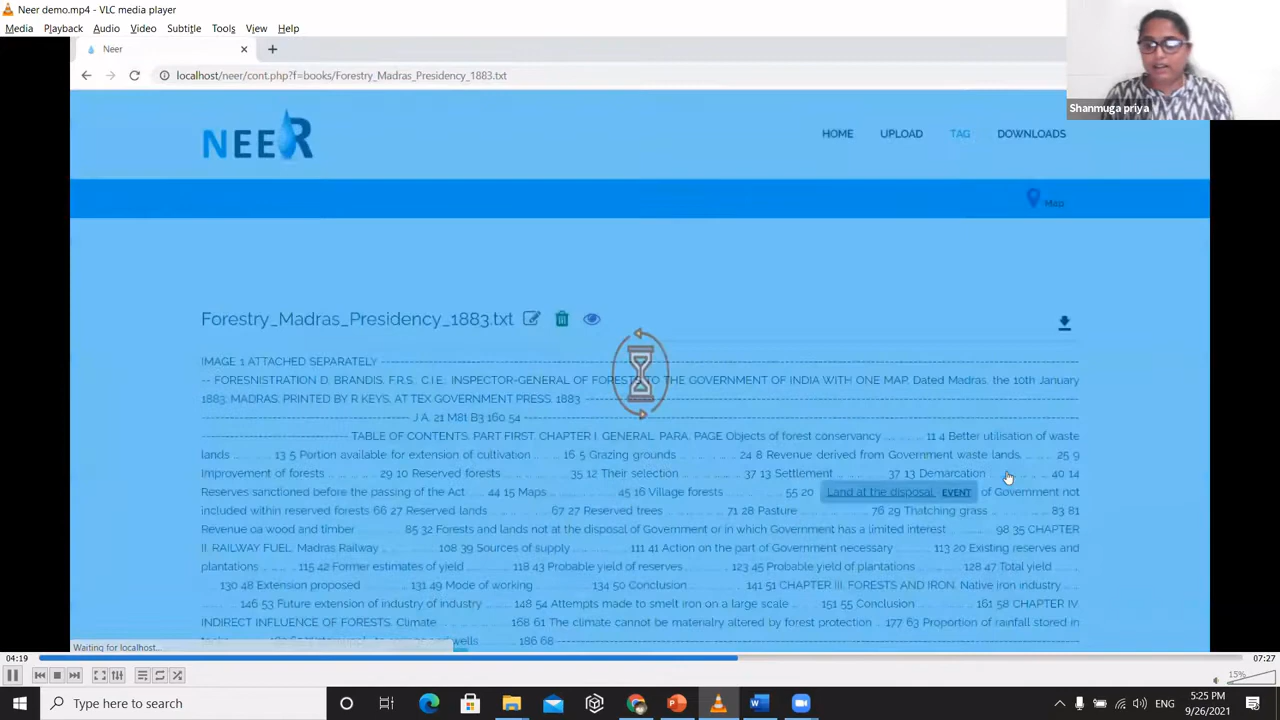 Neer demo.mp4 - VLC media player
Media Playback Audio Video Subtitle Tools View Help
Neer
localhost/neer/cont.php?f=books/Forestry_Madras_Presidency_1883.txt
Shanmuga priya
NEER
HOME UPLOAD TAG DOWNLOADS
Map
Forestry_Madras_Presidency_1883.txt
IMAGE 1 ATTACHED SEPARATELY
-- FORESNISTRATION D. BRANDIS. F.R.S., C.I.E.. INSPECTOR-GENERAL OF FORESTS TO THE GOVERNMENT OF INDIA WITH ONE MAP. Dated Madras. the 10th January
1883; MADRAS. PRINTED BY R KEYS. AT TEX GOVERNMENT PRESS. 1883
J A. 21 M81 B3 160 54
TABLE OF CONTENTS. PART FIRST. CHAPTER I. GENERAL. PARA. PAGE Objects of forest conservancy 11 4 Better utilisation of waste
lands 13 5 Portion available for extension of cultivation 16 5 Grazing grounds 24 8 Revenue derived from Government waste lands. 25 9
Improvement of forests 29 10 Reserved forests 35 12 Their selection 37 13 Settlement 37 13 Demarcation 40 14
Reserves sanctioned before the passing of the Act 44 15 Maps 45 16 Village forests 55 20 Land at the disposal EVENT of Government not
included within reserved forests 66 27 Reserved lands 67 27 Reserved trees 71 28 Pasture 76 29 Thatching grass 83 81
Revenue oa wood and tImber 85 32 Forests and lands not at the disposal of Government or in which Government has a limited interest 98 35 CHAPTER
II. RAILWAY FUEL. Madras Railway 108 39 Sources of supply 111 41 Action on the part of Government necessary 113 20 Existing reserves and
plantations 115 42 Former estimates of yield 118 43 Probable yield of reserves 123 45 Probable yield of plantations 128 47 Total yield
130 48 Extension proposed 131 49 Mode of working 134 50 Conclusion 141 51 CHAPTER III. FORESTS AND IRON. Native iron industry
146 53 Future extension of industry of industry 148 54 Attempts made to smelt iron on a large scale 151 55 Conclusion 161 58 CHAPTER IV.
INDIRECT INFLUENCE OF FORESTS. Climate 168 61 The climate cannot be materialry altered by forest protection 177 63 Proportion of rainfall stored in
wells 186 68
Waiting for localhost...
04:19 07:27
15%
Type here to search
ENG
5:25 PM
9/26/2021